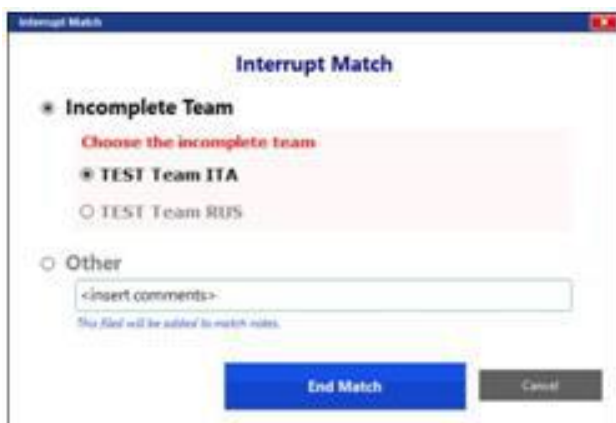 Interrupt Match
Interrupt Match
Incomplete Team
Choose the incomplete team
TEST Team ITA
TEST Team RUS
Other
<insert comments>
This filed will be added to match notes.
End Match
Cancel